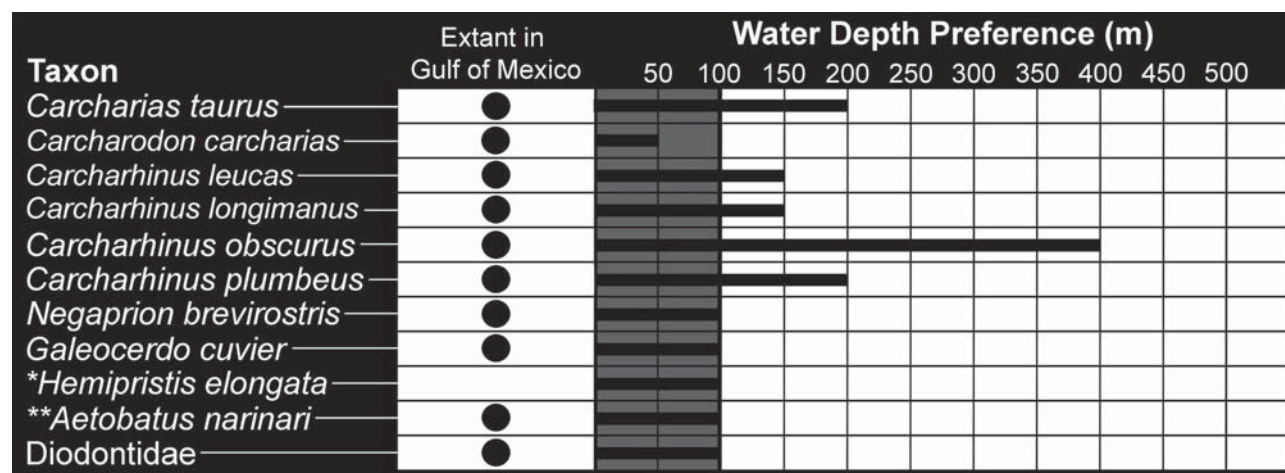 Extant in
Gulf of Mexico
Water Depth Preference (m)
Taxon
50 100 150 200 250 300 350 400 450 500
Carcharias taurus
Carcharodon carcharias
Carcharhinus leucas
Carcharhinus longimanus
Carcharhinus obscurus
Carcharhinus plumbeus
Negaprion brevirostris
Galeocerdo cuvier
*Hemipristis elongata
**Aetobatus narinari
Diodontidae